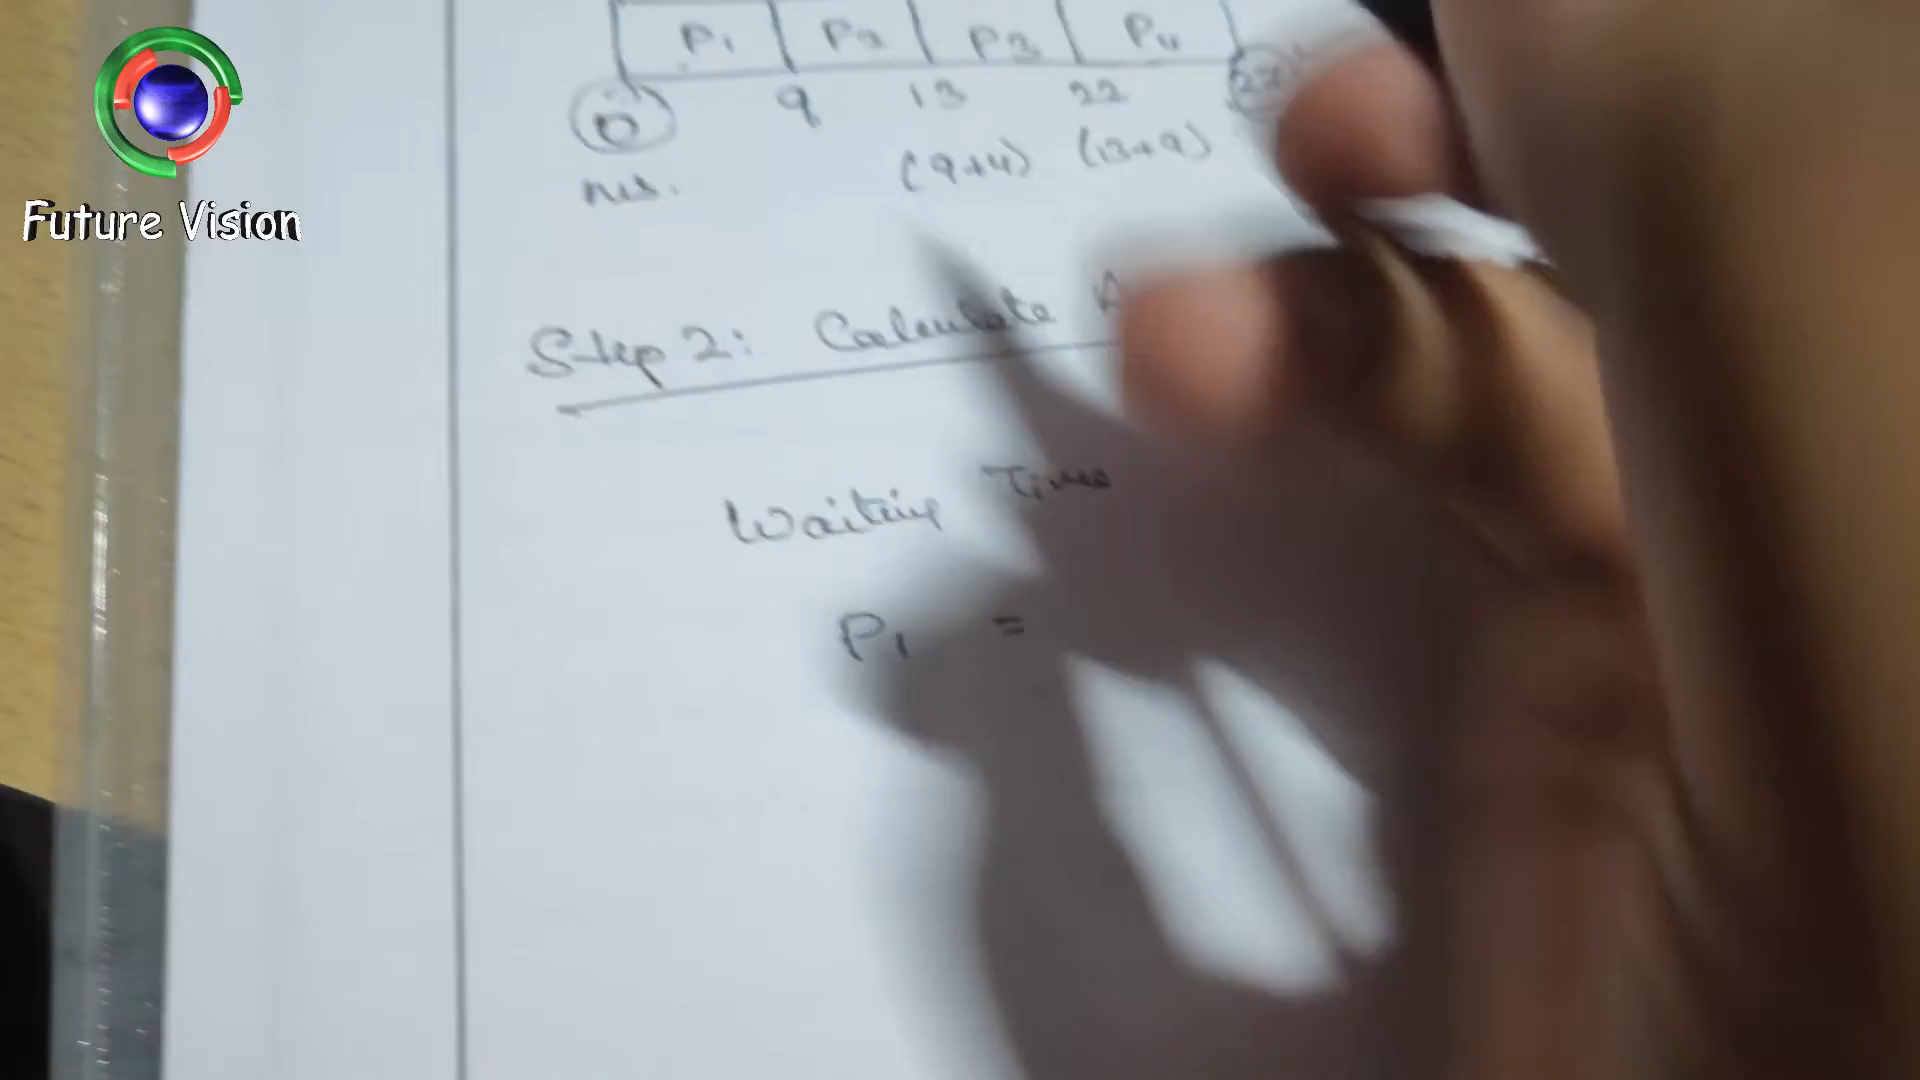 Future Vision
P1 P2 P3 P4
0 9 13 22
ms. (9+4) (13+9)
Step 2: Calculate A
Waiting Time
P1 =